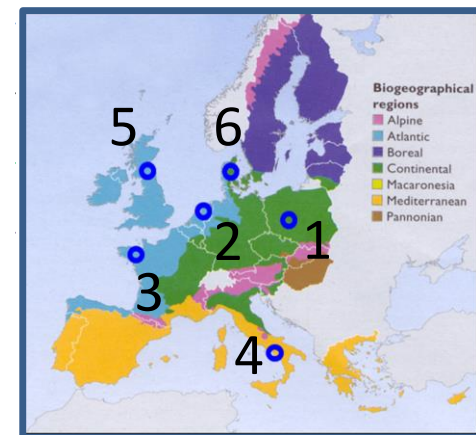 5
6
Biogeographical
regions
Alpine
Atlantic
Boreal
Continental
Macaronesia
Mediterranean
Pannonian
1
2
3
4